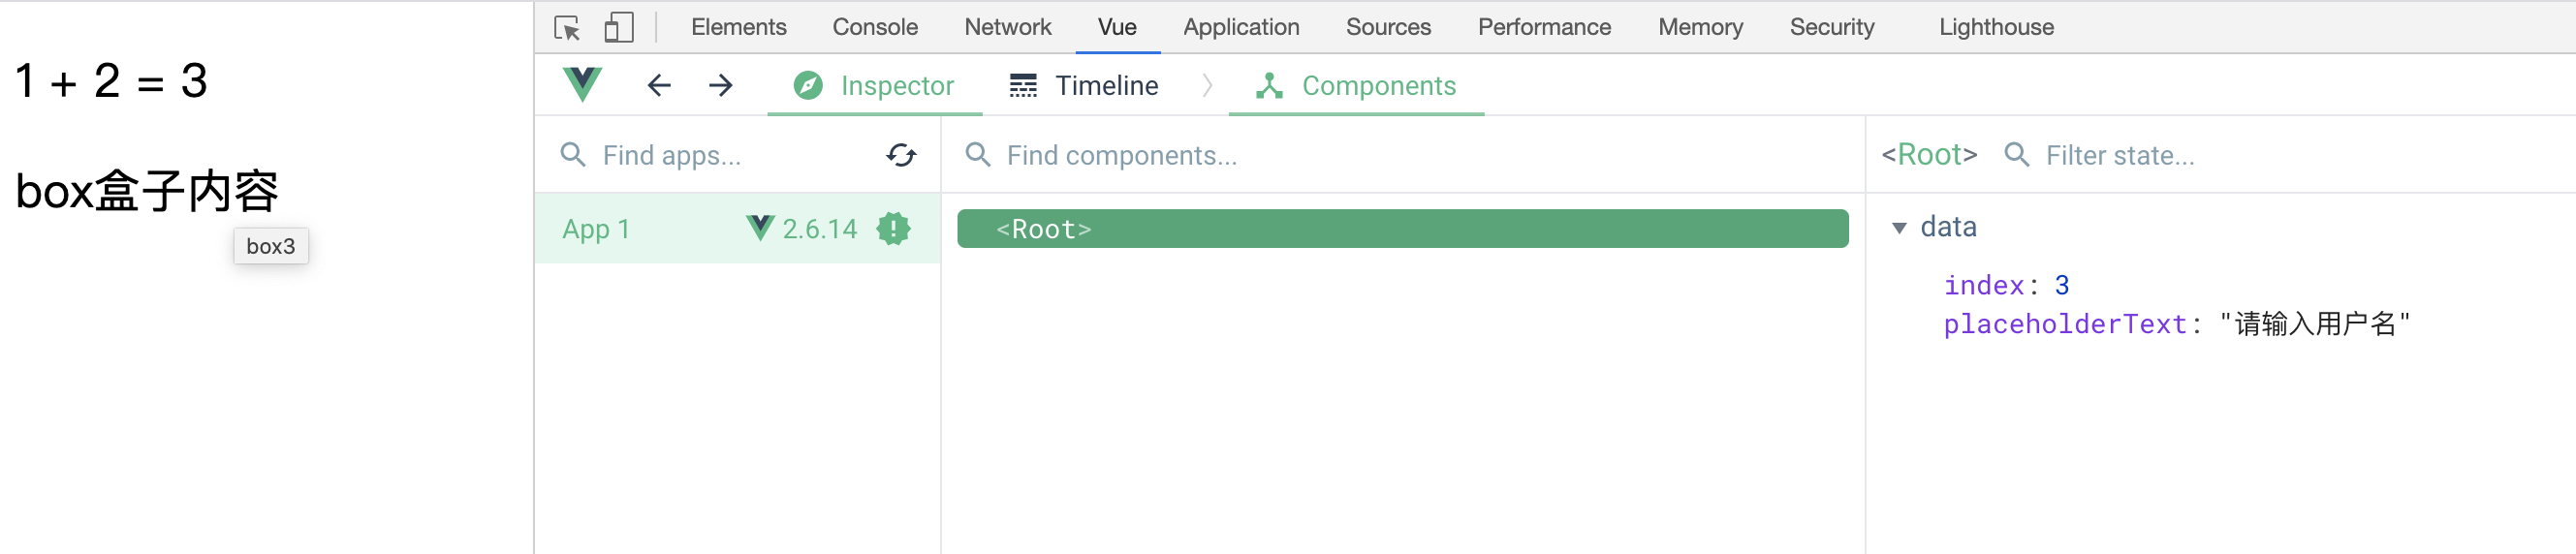 1 + 2 = 3
box盒子内容
box3
Elements Console Network Vue Application Sources Performance Memory Security Lighthouse
Inspector Timeline Components
Find apps...
App 1 2.6.14
Find components...
<Root>
<Root> Filter state...
data
index: 3
placeholderText: "请输入用户名"